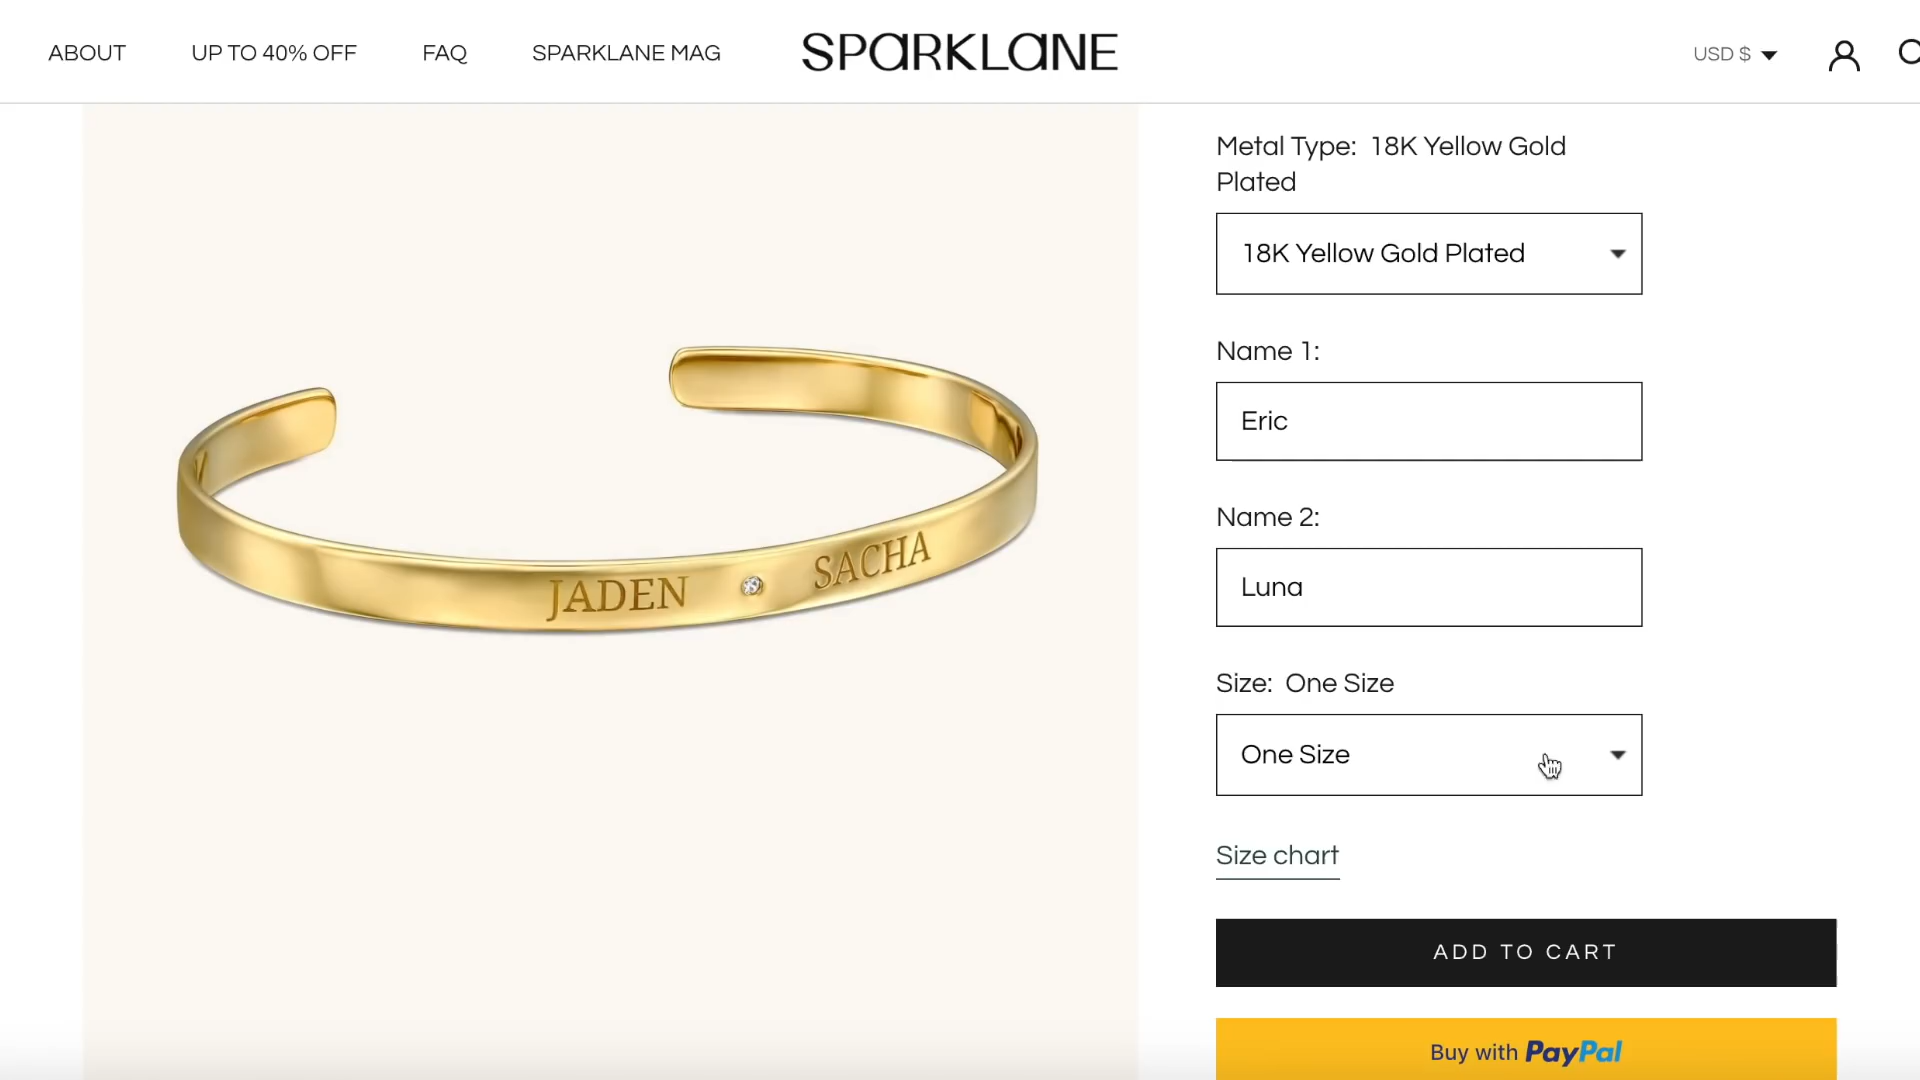 ABOUT
UP TO 40% OFF
FAQ
SPARKLANE MAG
SPARKLANE
USD $
Metal Type: 18K Yellow Gold
Plated
18K Yellow Gold Plated
Name 1:
Eric
Name 2:
Luna
Size: One Size
One Size
Size chart
ADD TO CART
Buy with PayPal
JADEN
SACHA